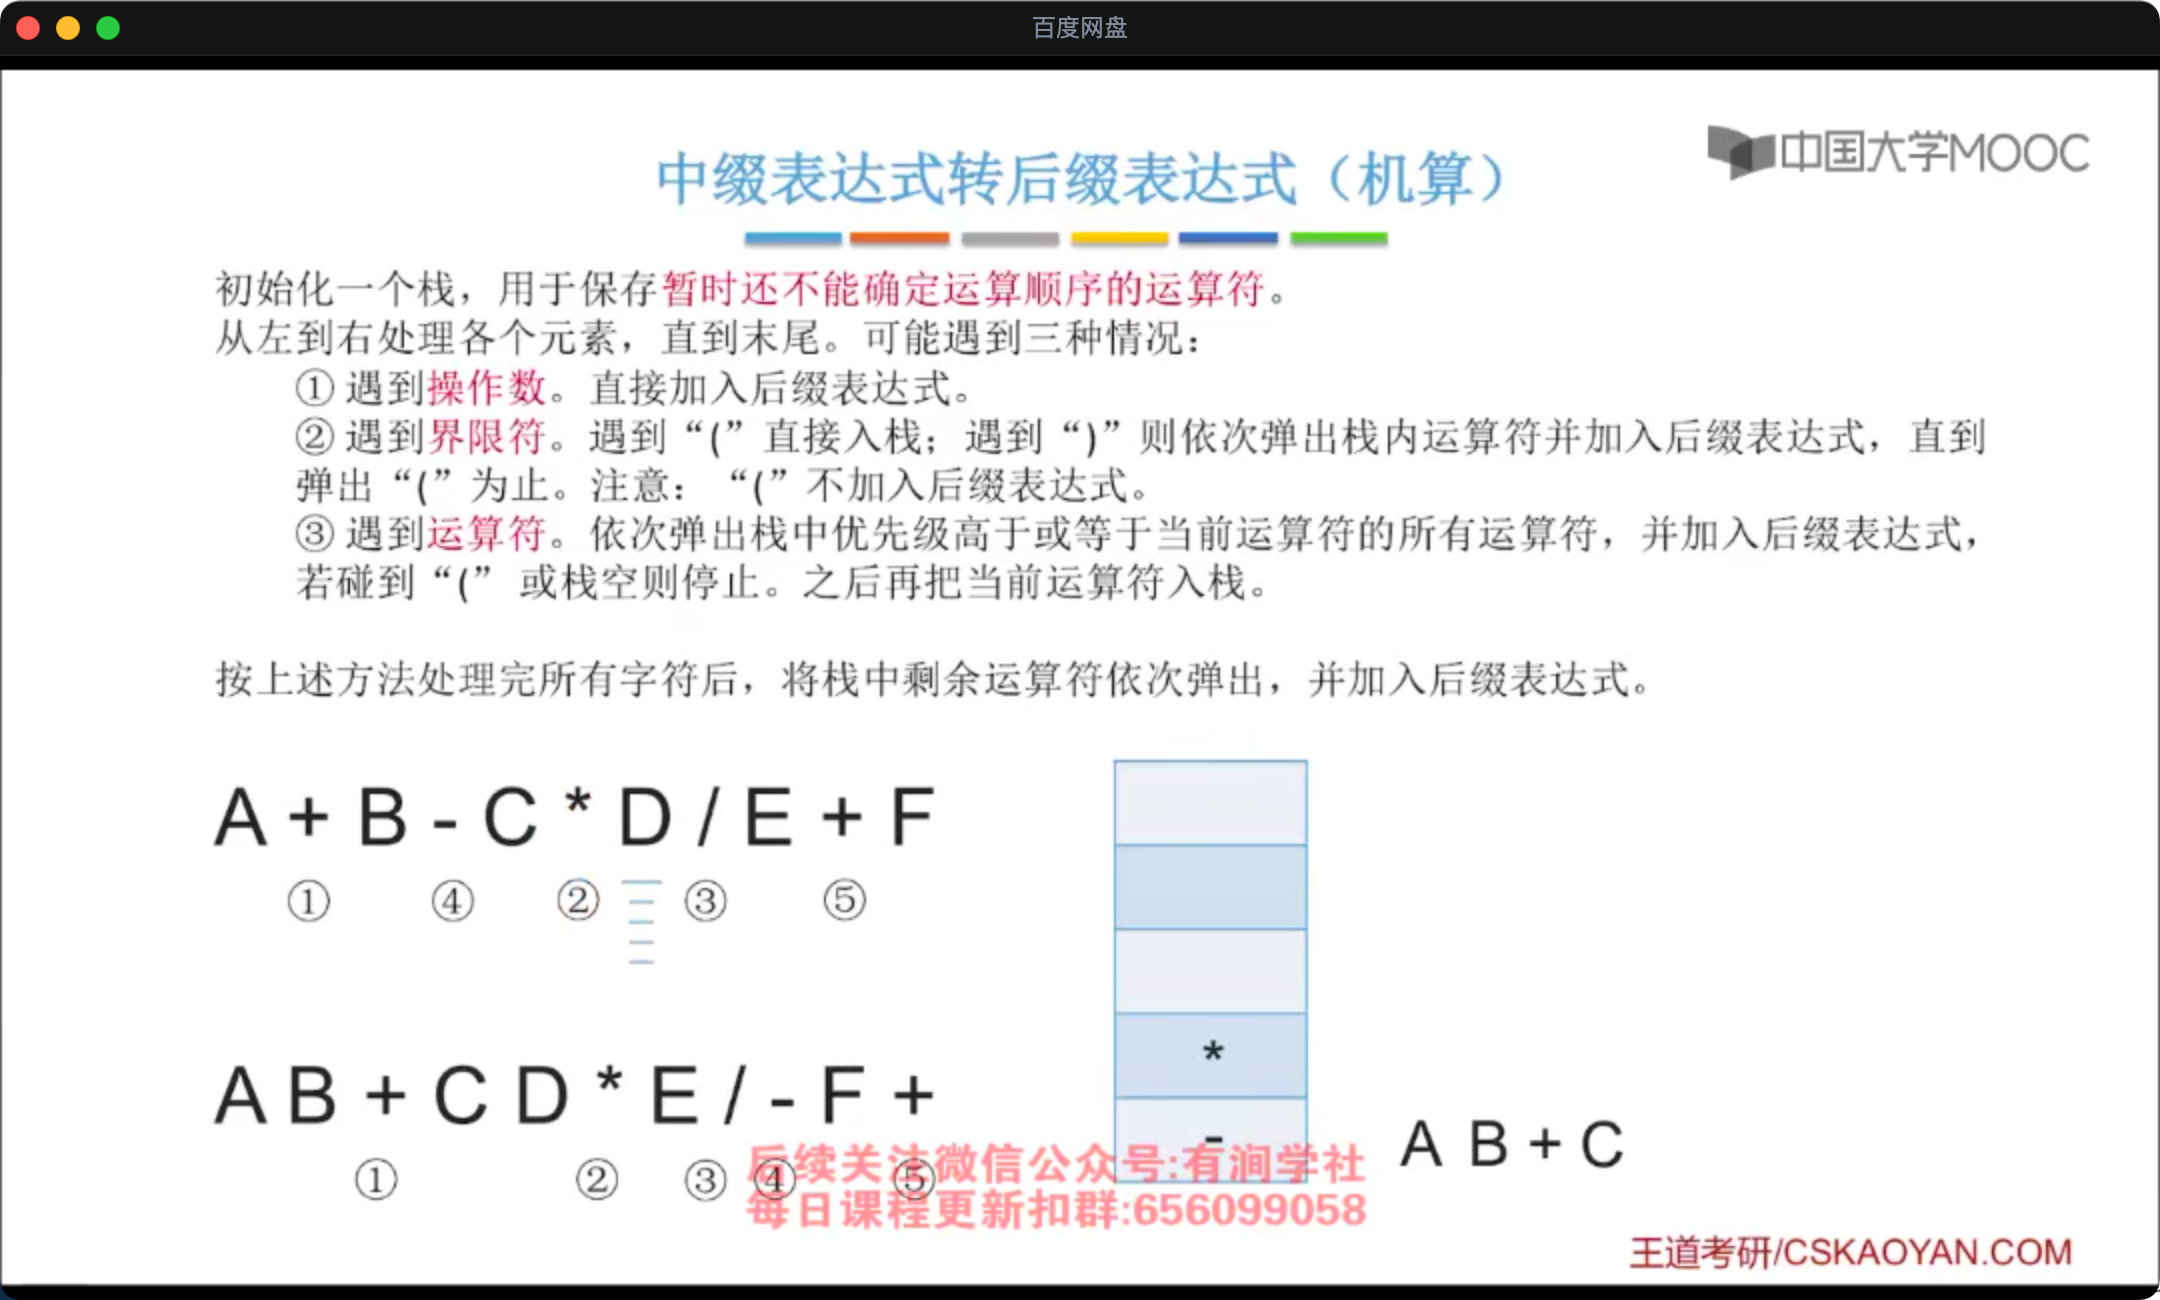 百度网盘
中国大学MOOC
中缀表达式转后缀表达式（机算）
初始化一个栈，用于保存暂时还不能确定运算顺序的运算符。
从左到右处理各个元素，直到末尾。可能遇到三种情况：
① 遇到操作数。直接加入后缀表达式。
② 遇到界限符。遇到“(”直接入栈；遇到“)”则依次弹出栈内运算符并加入后缀表达式，直到
弹出“(”为止。注意：“(”不加入后缀表达式。
③ 遇到运算符。依次弹出栈中优先级高于或等于当前运算符的所有运算符，并加入后缀表达式，
若碰到“(” 或栈空则停止。之后再把当前运算符入栈。
按上述方法处理完所有字符后，将栈中剩余运算符依次弹出，并加入后缀表达式。
A + B - C * D / E + F
① ④ ② ③ ⑤
A B + C D * E / - F +
① ② ③ ④ ⑤
*
-
A B + C
后续关注微信公众号:有涧学社
每日课程更新扣群:656099058
王道考研/CSKAOYAN.COM